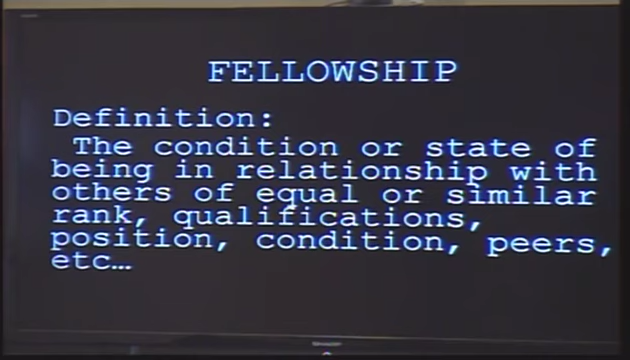 FELLOWSHIP
Definition:
The condition or state of
being in relationship with
others of equal or similar
rank, qualifications,
position, condition, peers,
etc…